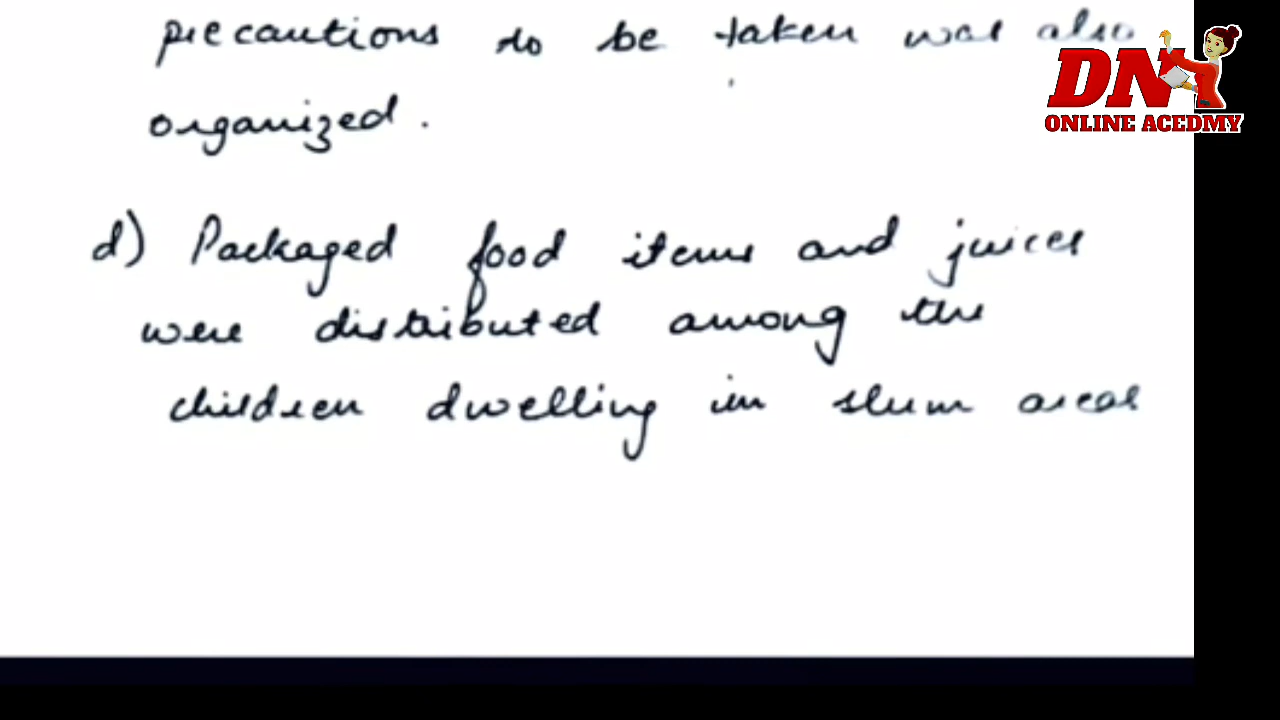 precautions to be taken was also
organized.
d) Packaged food items and juices
were distributed among the
children dwelling in slum areas
DN
ONLINE ACEDMY